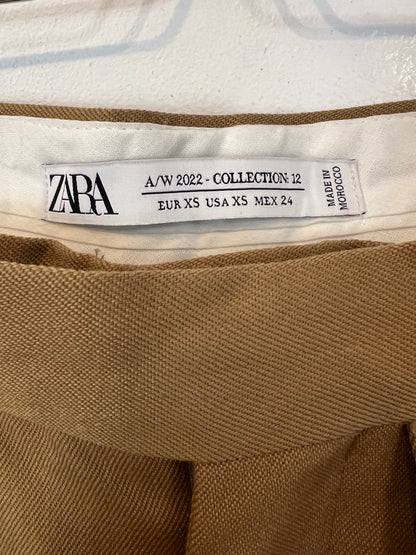 ZARA
A/W 2022 - COLLECTION: 12
EUR XS USA XS MEX 24
MADE IN
MOROCCO